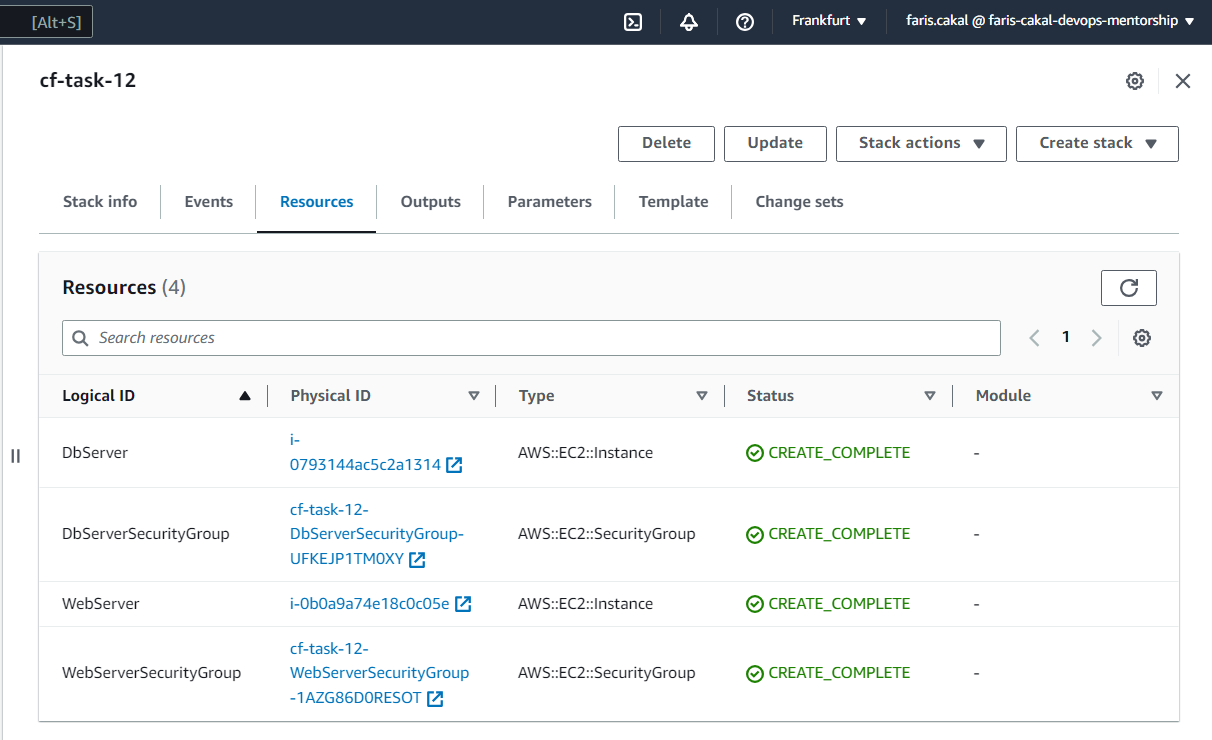 [Alt+S]
Frankfurt
faris.cakal @ faris-cakal-devops-mentorship
cf-task-12
Delete
Update
Stack actions
Create stack
Stack info
Events
Resources
Outputs
Parameters
Template
Change sets
Resources (4)
Search resources
1
Logical ID
Physical ID
Type
Status
Module
DbServer
i-
0793144ac5c2a1314
AWS::EC2::Instance
CREATE_COMPLETE
-
DbServerSecurityGroup
cf-task-12-
DbServerSecurityGroup-
UFKEJP1TM0XY
AWS::EC2::SecurityGroup
CREATE_COMPLETE
-
WebServer
i-0b0a9a74e18c0c05e
AWS::EC2::Instance
CREATE_COMPLETE
-
WebServerSecurityGroup
cf-task-12-
WebServerSecurityGroup
-1AZG86D0RESOT
AWS::EC2::SecurityGroup
CREATE_COMPLETE
-